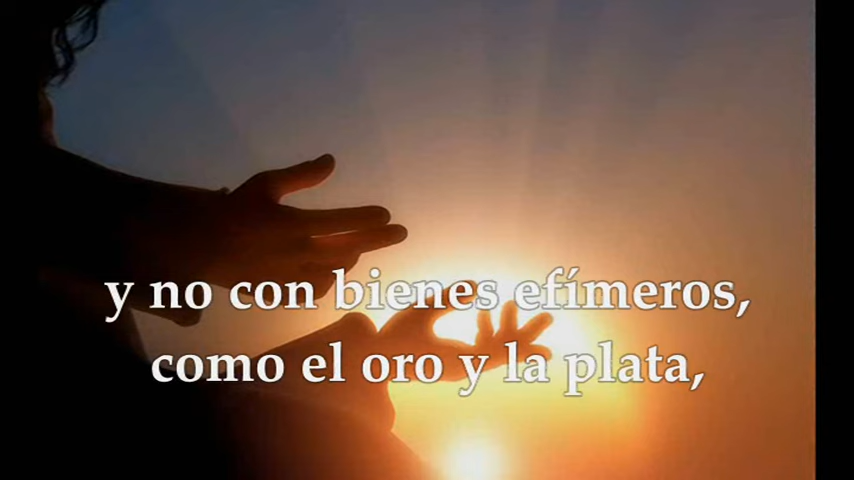 y no con bienes efímeros,
como el oro y la plata,